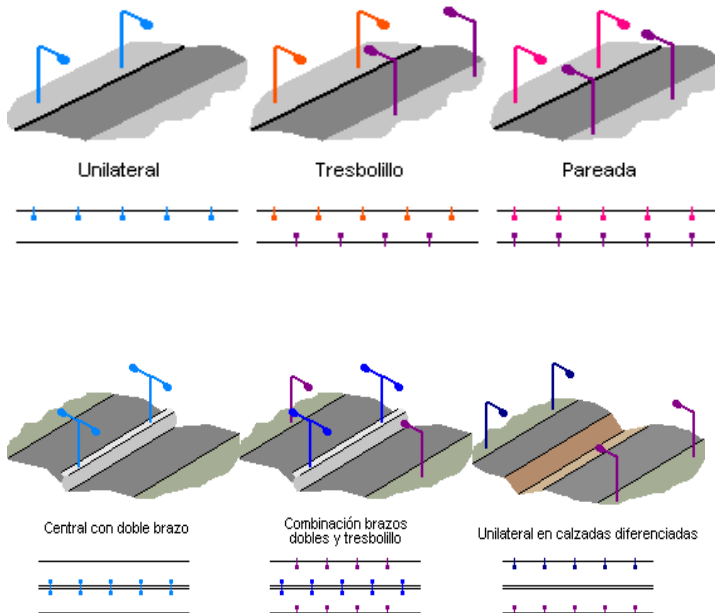 Unilateral
Tresbolillo
Pareada
Central con doble brazo
Combinación brazos
dobles y tresbolillo
Unilateral en calzadas diferenciadas